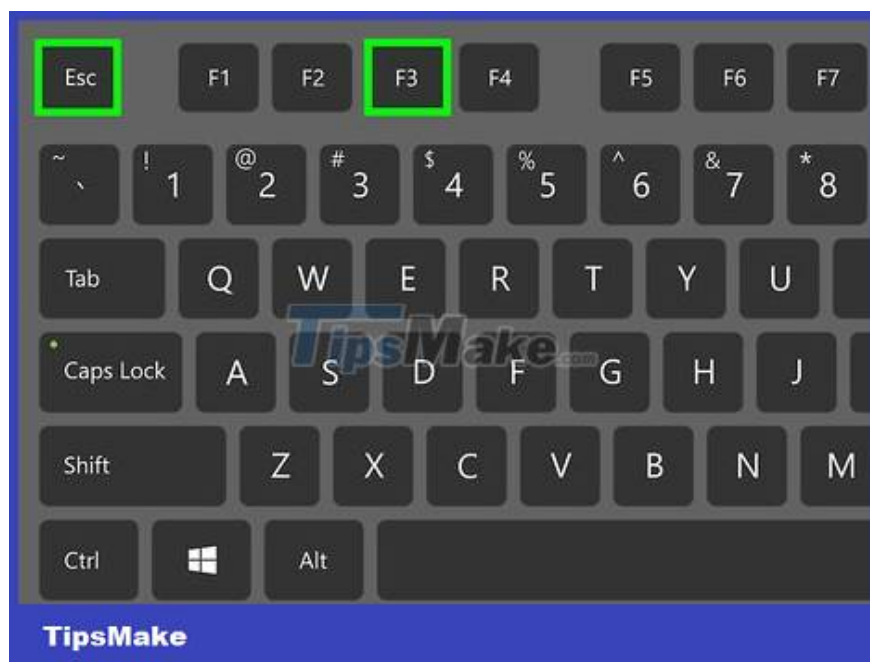 Esc F1 F2 F3 F4 F5 F6 F7
~ ` ! 1 @ 2 # 3 $ 4 % 5 ^ 6 & 7 * 8
Tab Q W E R T Y U
TipsMake.com
Caps Lock A S D F G H J
Shift Z X C V B N M
Ctrl Alt
TipsMake